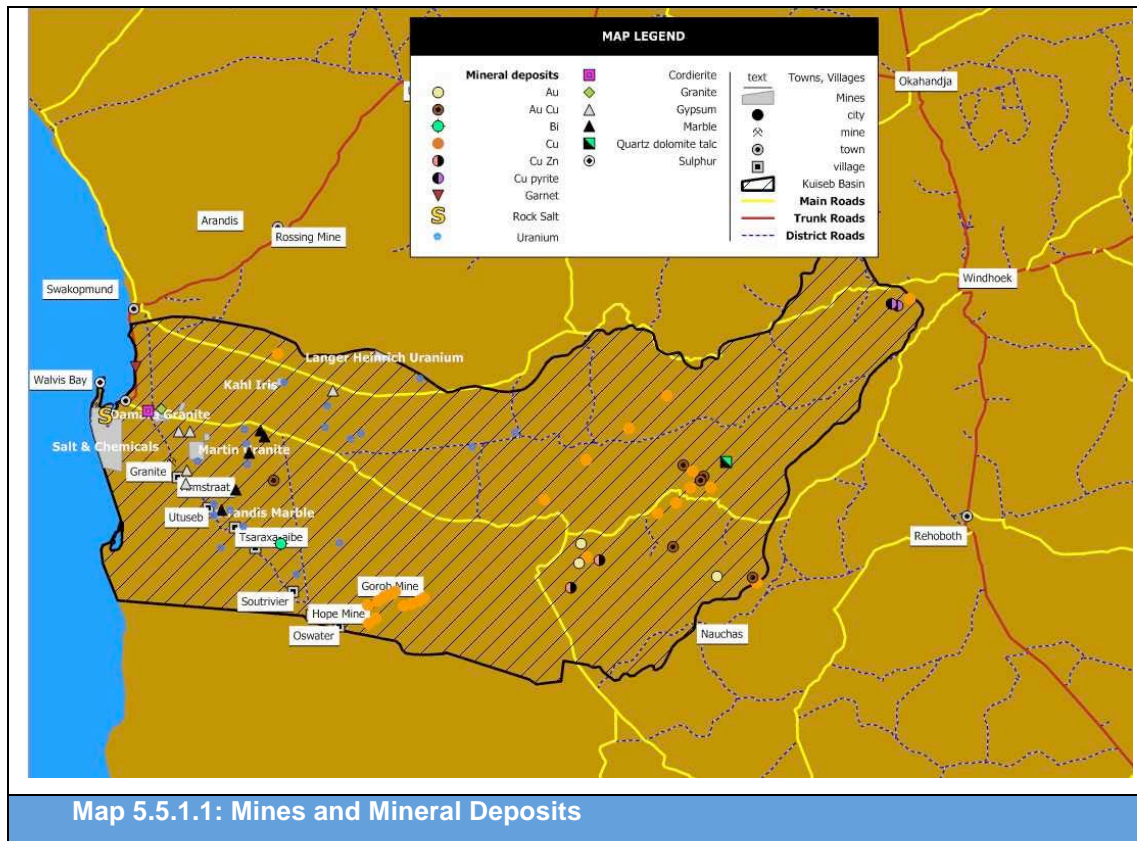 MAP LEGEND
Mineral deposits
Au
Au Cu
Bi
Cu
Cu Zn
Cu pyrite
Garnet
Rock Salt
Uranium
Cordierite
Granite
Gypsum
Marble
Quartz dolomite talc
Sulphur
text Towns, Villages
Mines
city
mine
town
village
Kuiseb Basin
Main Roads
Trunk Roads
District Roads
Okahandja
Arandis
Rossing Mine
Windhoek
Swakopmund
Langer Heinrich Uranium
Walvis Bay
Kahl Iris
S
Damara Granite
Salt & Chemicals
Martin Granite
Granite
Utuseb
Marble
Rehoboth
Soutrivier
Gorob Mine
Hope Mine
Oswater
Nauchas
Map 5.5.1.1: Mines and Mineral Deposits